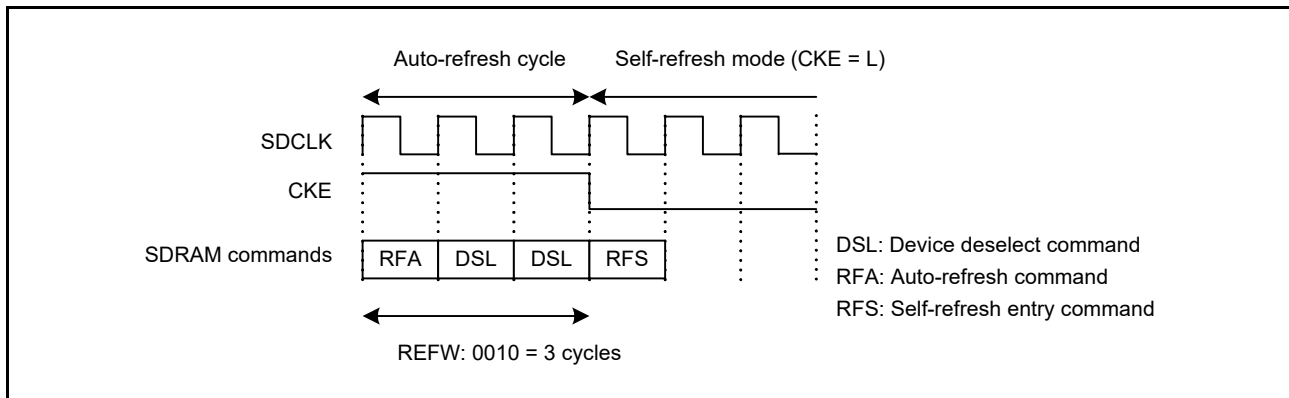 Auto-refresh cycle Self-refresh mode (CKE = L)
SDCLK
CKE
SDRAM commands RFA DSL DSL RFS
DSL: Device deselect command
RFA: Auto-refresh command
RFS: Self-refresh entry command
REFW: 0010 = 3 cycles